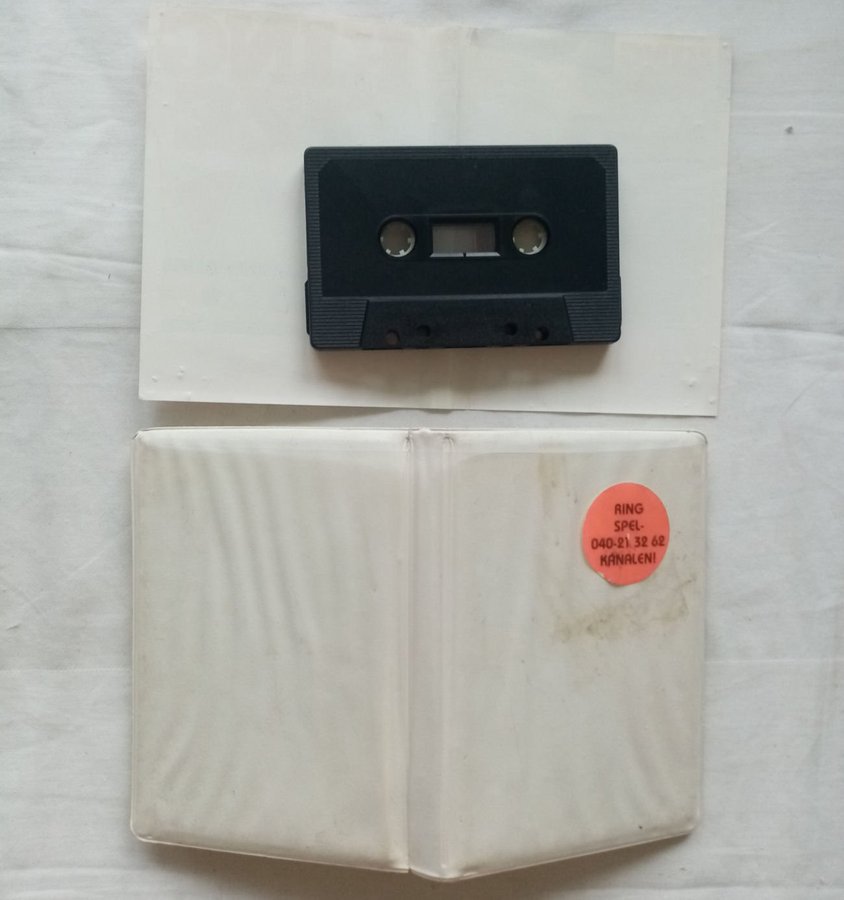 RING
SPEL-
040-21 32 62
KANALEN!